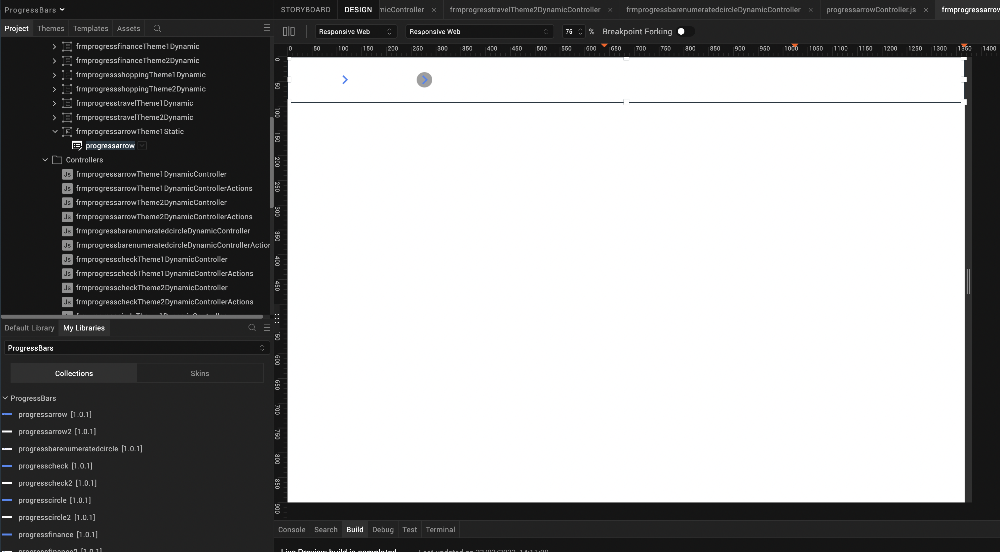 ProgressBars
Project Themes Templates Assets
frmprogressfinanceTheme1Dynamic
frmprogressfinanceTheme2Dynamic
frmprogressshoppingTheme1Dynamic
frmprogressshoppingTheme2Dynamic
frmprogresstravelTheme1Dynamic
frmprogresstravelTheme2Dynamic
frmprogressarrowTheme1Static
progressarrow
Controllers
Js frmprogressarrowTheme1DynamicController
Js frmprogressarrowTheme1DynamicControllerActions
Js frmprogressarrowTheme2DynamicController
Js frmprogressarrowTheme2DynamicControllerActions
Js frmprogressbarenumeratedcircleDynamicController
Js frmprogressbarenumeratedcircleDynamicControllerAction
Js frmprogresscheckTheme1DynamicController
Js frmprogresscheckTheme1DynamicControllerActions
Js frmprogresscheckTheme2DynamicController
Js frmprogresscheckTheme2DynamicControllerActions
Default Library My Libraries
ProgressBars
Collections Skins
ProgressBars
progressarrow [1.0.1]
progressarrow2 [1.0.1]
progressbarenumeratedcircle [1.0.1]
progresscheck [1.0.1]
progresscheck2 [1.0.1]
progresscircle [1.0.1]
progresscircle2 [1.0.1]
progressfinance [1.0.1]
progressfinance2 [1.0.1]
STORYBOARD DESIGN micController × frmprogresstravelTheme2DynamicController × frmprogressbarenumeratedcircleDynamicController × progressarrowController.js × frmprogressarrow
Responsive Web Responsive Web 75 % Breakpoint Forking
0 50 100 150 200 250 300 350 400 450 500 550 600 650 700 750 800 850 900 950 1000 1050 1100 1150 1200 1250 1300 1350 1400
0
50
100
150
200
250
300
350
400
450
50
600
650
700
750
800
850
900
Console Search Build Debug Test Terminal
Live Preview build is completed Last updated on 22/03/2023, 14:11:00